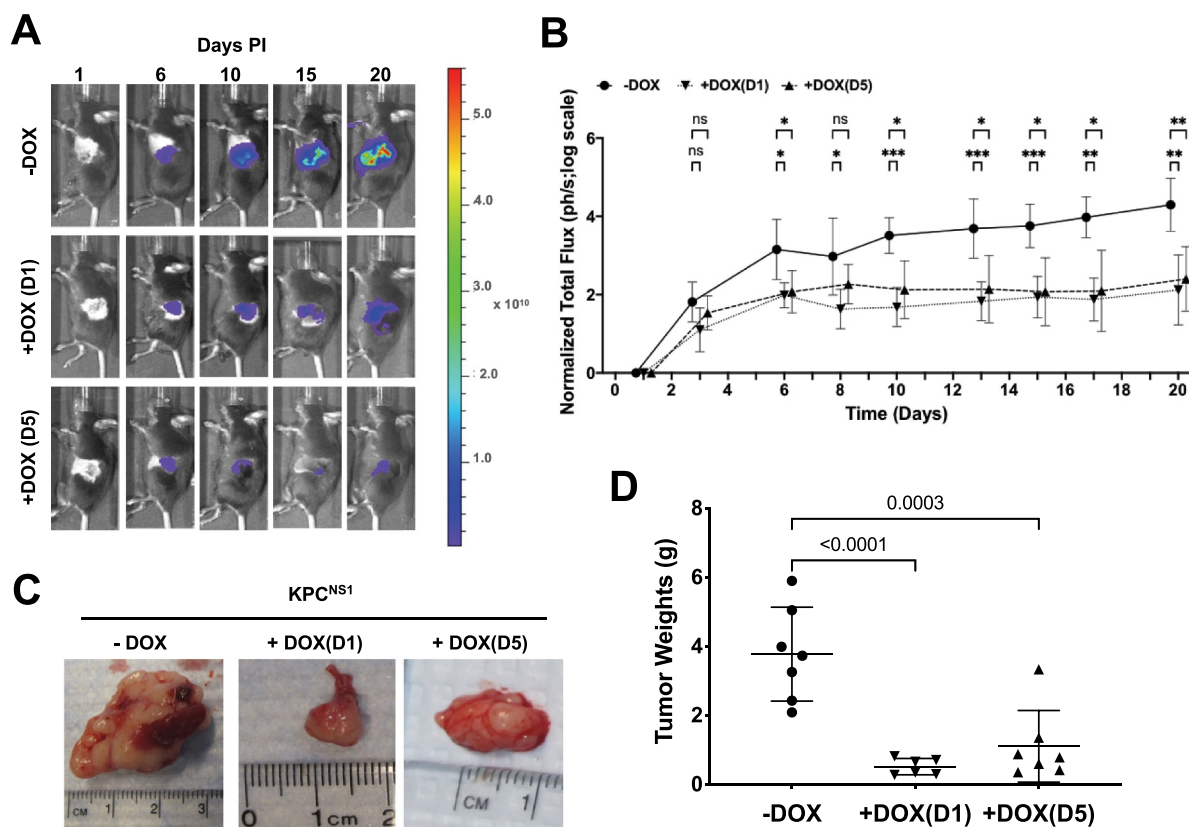 A
Days PI
1 6 10 15 20
-DOX
+DOX (D1)
+DOX (D5)
5.0
4.0
3.0
x 10¹⁰
2.0
1.0
B
-DOX +DOX(D1) +DOX(D5)
ns * ns * * * * **
ns * * *** *** *** ** **
Normalized Total Flux (ph/s;log scale)
6
4
2
0
0 2 4 6 8 10 12 14 16 18 20
Time (Days)
C
KPC^NS1
- DOX + DOX(D1) + DOX(D5)
CM 1 2 3
0 1 cm 2
CM 1
D
0.0003
<0.0001
Tumor Weights (g)
8
6
4
2
0
-DOX +DOX(D1) +DOX(D5)